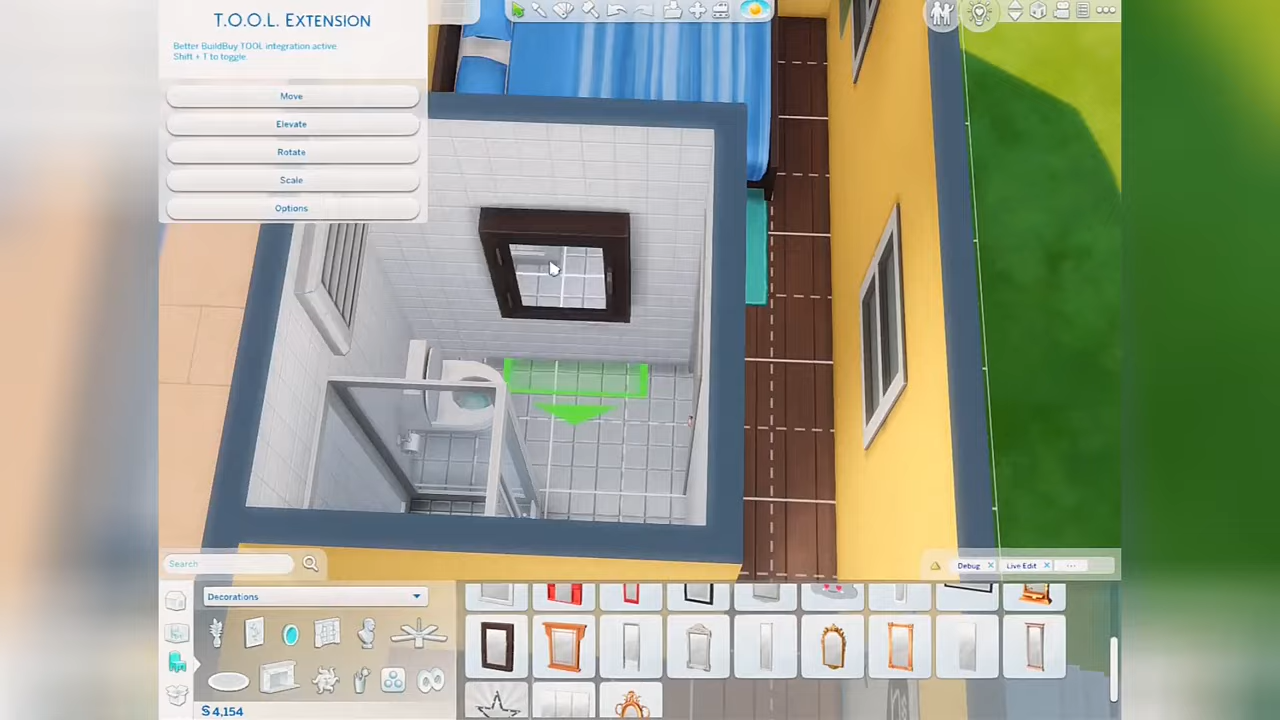 T.O.O.L. EXTENSION
Better BuildBuy TOOL integration active.
Shift + T to toggle.
Move
Elevate
Rotate
Scale
Options
Search
Debug
Live Edit
Decorations
§4,154